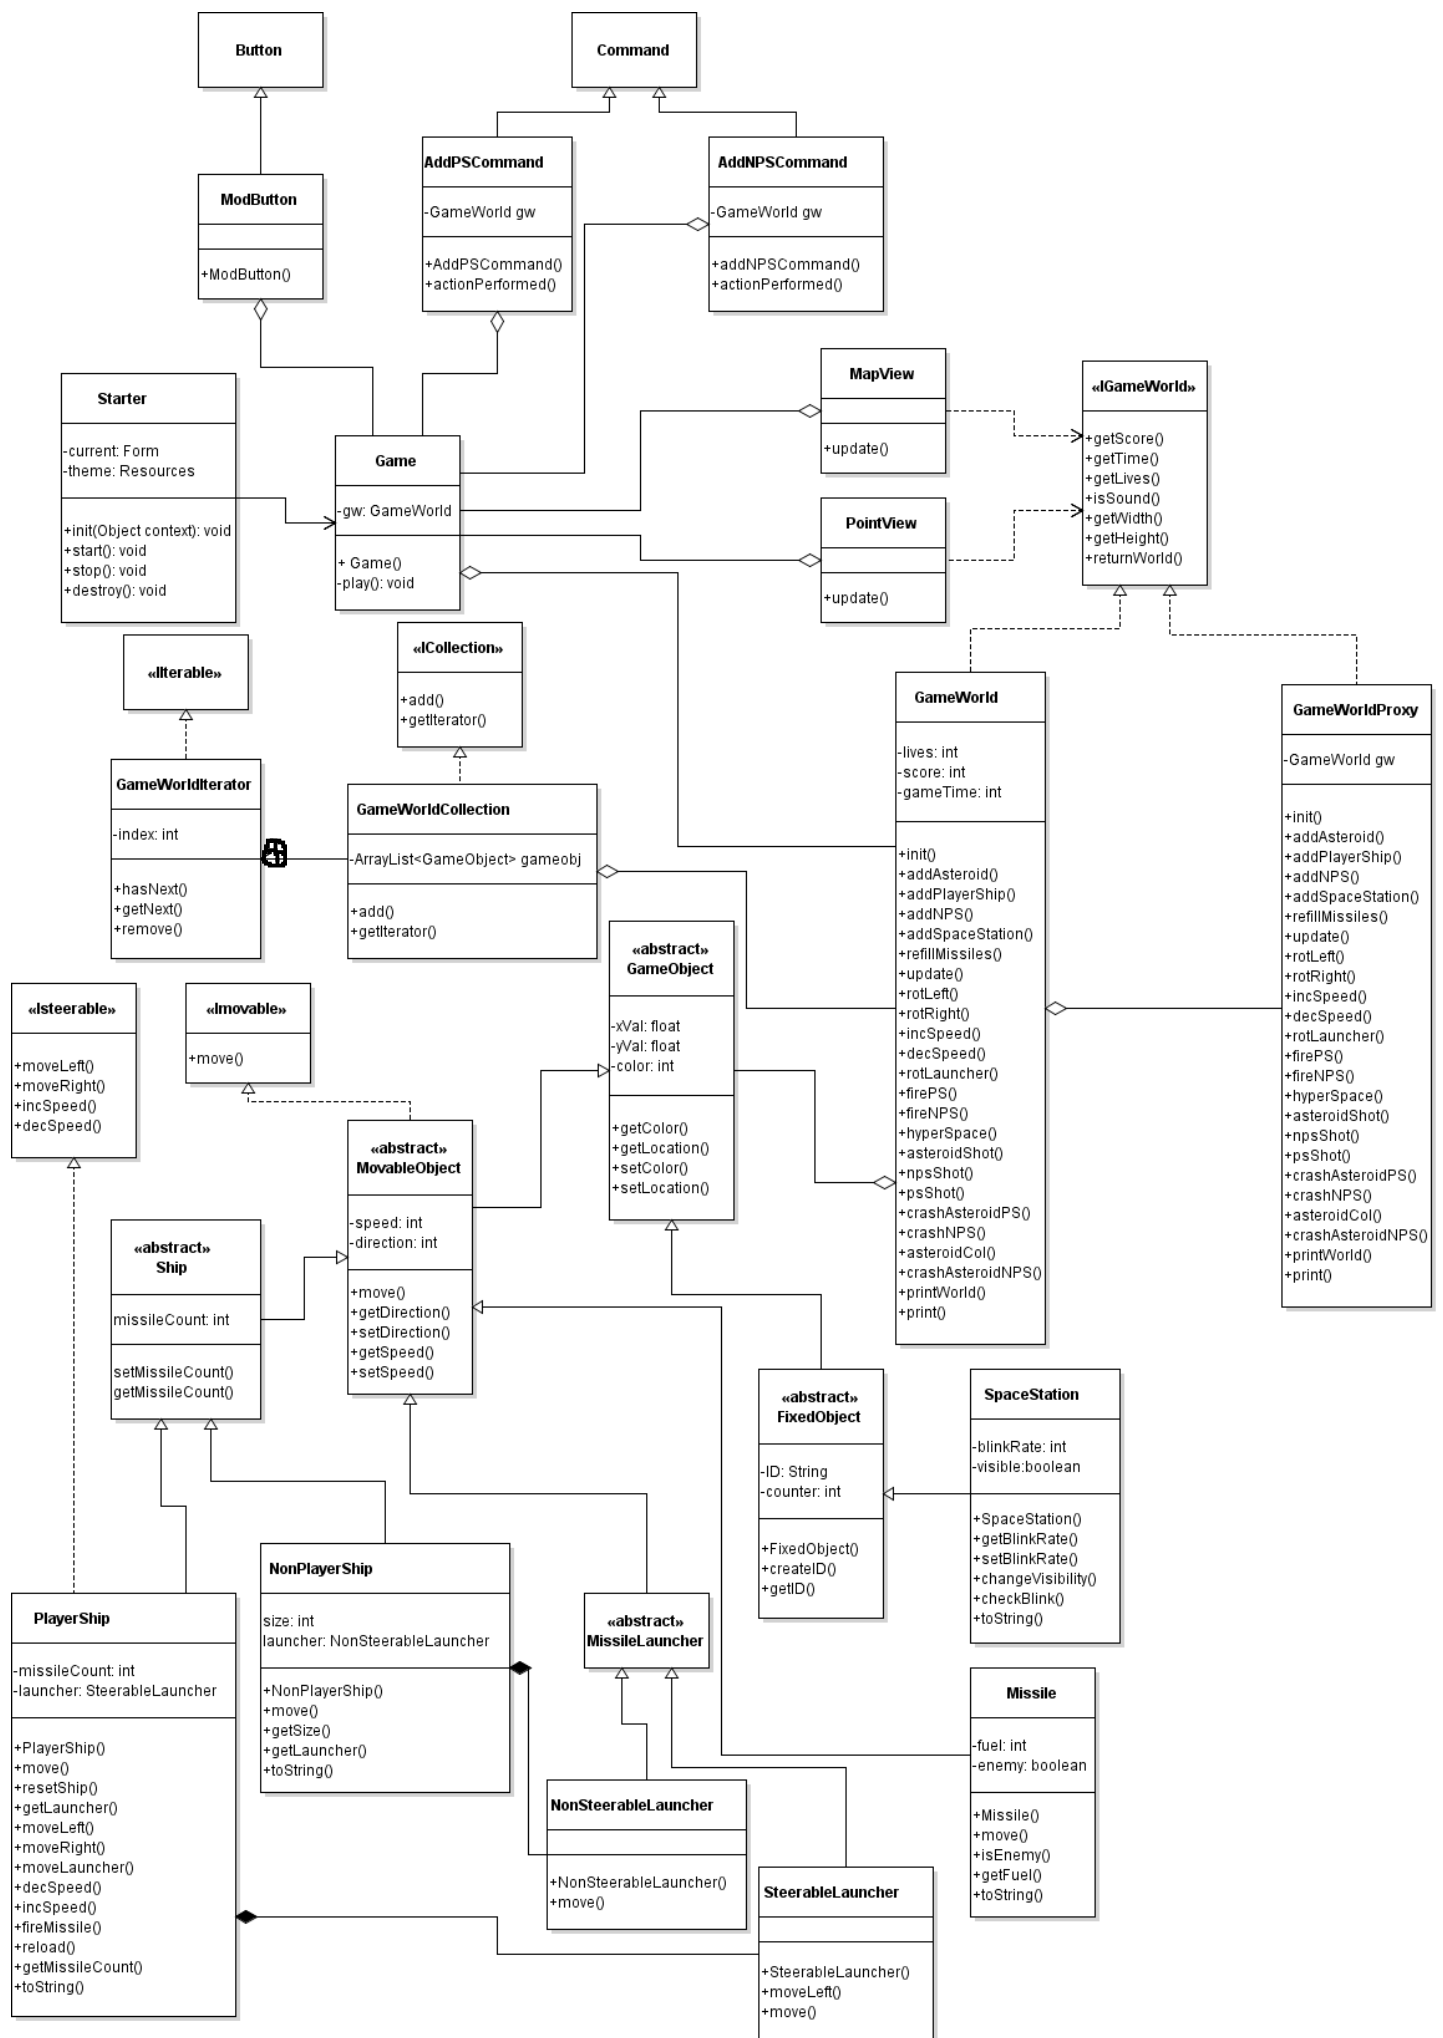 Button
Command
AddPSCommand
-GameWorld gw
+AddPSCommand()
+actionPerformed()
AddNPSCommand
-GameWorld gw
+addNPSCommand()
+actionPerformed()
ModButton
+ModButton()
Starter
-current: Form
-theme: Resources
+init(Object context): void
+start(): void
+stop(): void
+destroy(): void
Game
-gw: GameWorld
+ Game()
-play(): void
MapView
+update()
PointView
+update()
«IGameWorld»
+getScore()
+getTime()
+getLives()
+isSound()
+getWidth()
+getHeight()
+returnWorld()
«IIterable»
«ICollection»
+add()
+getIterator()
GameWorldIterator
-index: int
+hasNext()
+getNext()
+remove()
GameWorldCollection
-ArrayList<GameObject> gameobj
+add()
+getIterator()
GameWorld
-lives: int
-score: int
-gameTime: int
+init()
+addAsteroid()
+addPlayerShip()
+addNPS()
+addSpaceStation()
+refillMissiles()
+update()
+rotLeft()
+rotRight()
+incSpeed()
+decSpeed()
+rotLauncher()
+firePS()
+fireNPS()
+hyperSpace()
+asteroidShot()
+npsShot()
+psShot()
+crashAsteroidPS()
+crashNPS()
+asteroidCol()
+crashAsteroidNPS()
+printWorld()
+print()
GameWorldProxy
-GameWorld gw
+init()
+addAsteroid()
+addPlayerShip()
+addNPS()
+addSpaceStation()
+refillMissiles()
+update()
+rotLeft()
+rotRight()
+incSpeed()
+decSpeed()
+rotLauncher()
+firePS()
+fireNPS()
+hyperSpace()
+asteroidShot()
+npsShot()
+psShot()
+crashAsteroidPS()
+crashNPS()
+asteroidCol()
+crashAsteroidNPS()
+printWorld()
+print()
«abstract»
GameObject
-xVal: float
-yVal: float
-color: int
+getColor()
+getLocation()
+setColor()
+setLocation()
«Isteerable»
+moveLeft()
+moveRight()
+incSpeed()
+decSpeed()
«Imovable»
+move()
«abstract»
MovableObject
-speed: int
-direction: int
+move()
+getDirection()
+setDirection()
+getSpeed()
+setSpeed()
«abstract»
Ship
missileCount: int
setMissileCount()
getMissileCount()
«abstract»
FixedObject
-ID: String
-counter: int
+FixedObject()
+createID()
+getID()
SpaceStation
-blinkRate: int
-visible:boolean
+SpaceStation()
+getBlinkRate()
+setBlinkRate()
+changeVisibility()
+checkBlink()
+toString()
NonPlayerShip
size: int
launcher: NonSteerableLauncher
+NonPlayerShip()
+move()
+getSize()
+getLauncher()
+toString()
PlayerShip
-missileCount: int
-launcher: SteerableLauncher
+PlayerShip()
+move()
+resetShip()
+getLauncher()
+moveLeft()
+moveRight()
+moveLauncher()
+decSpeed()
+incSpeed()
+fireMissile()
+reload()
+getMissileCount()
+toString()
«abstract»
MissileLauncher
Missile
-fuel: int
-enemy: boolean
+Missile()
+move()
+isEnemy()
+getFuel()
+toString()
NonSteerableLauncher
+NonSteerableLauncher()
+move()
SteerableLauncher
+SteerableLauncher()
+moveLeft()
+move()